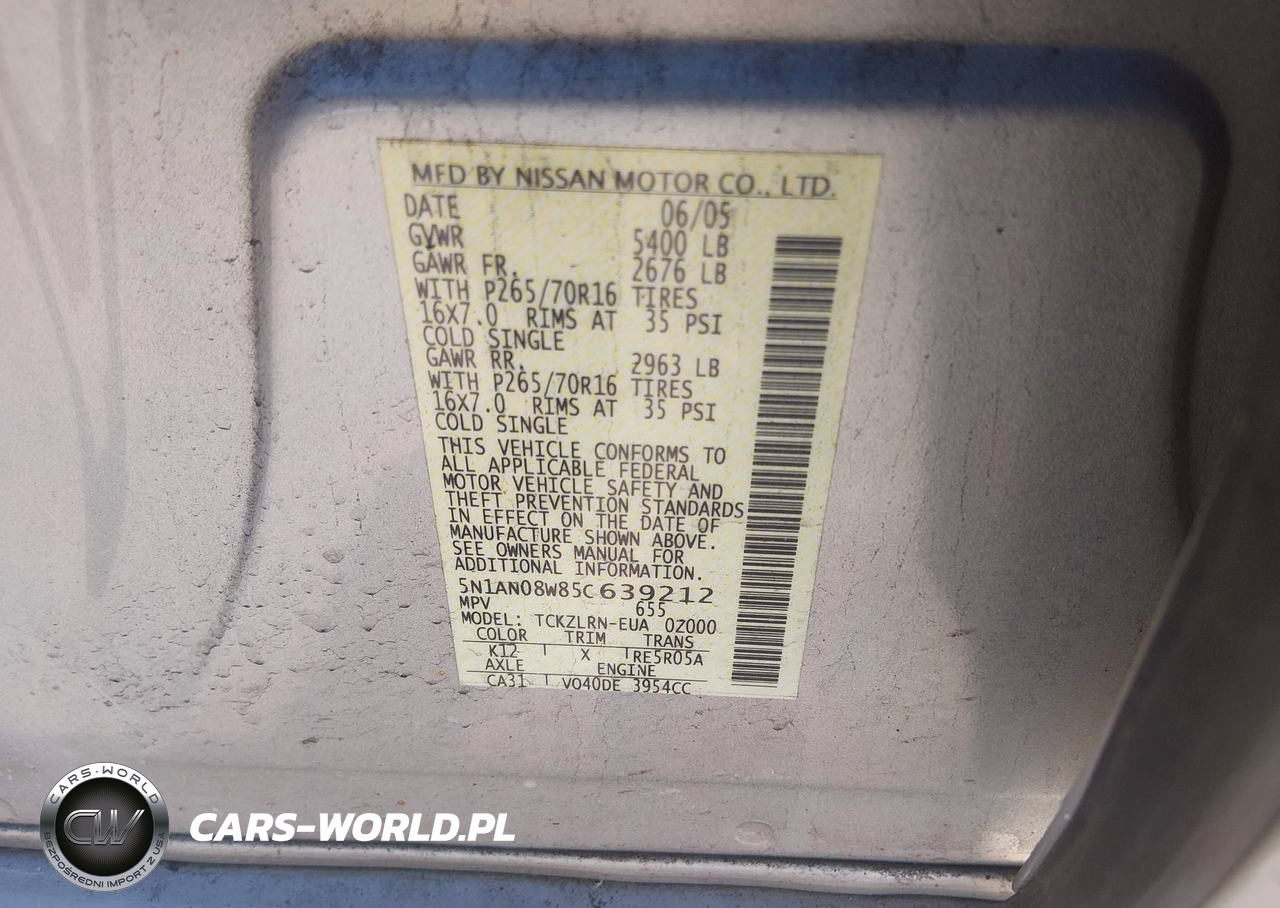 MFD BY NISSAN MOTOR CO., LTD.
DATE 06/05
GVWR 5400 LB
GAWR FR. 2676 LB
WITH P265/70R16 TIRES
16X7.0 RIMS AT 35 PSI
COLD SINGLE
GAWR RR. 2963 LB
WITH P265/70R16 TIRES
16X7.0 RIMS AT 35 PSI
COLD SINGLE
THIS VEHICLE CONFORMS TO
ALL APPLICABLE FEDERAL
MOTOR VEHICLE SAFETY AND
THEFT PREVENTION STANDARDS
IN EFFECT ON THE DATE OF
MANUFACTURE SHOWN ABOVE.
SEE OWNERS MANUAL FOR
ADDITIONAL INFORMATION.
5N1AN08W85C639212
MPV 655
MODEL: TCKZLRN-EUA 0Z000
COLOR TRIM TRANS
K12 X RE5R05A
AXLE ENGINE
CA31 VQ40DE 3954CC
CARS-WORLD
CW
BEZPOŚREDNI IMPORT Z USA
CARS-WORLD.PL